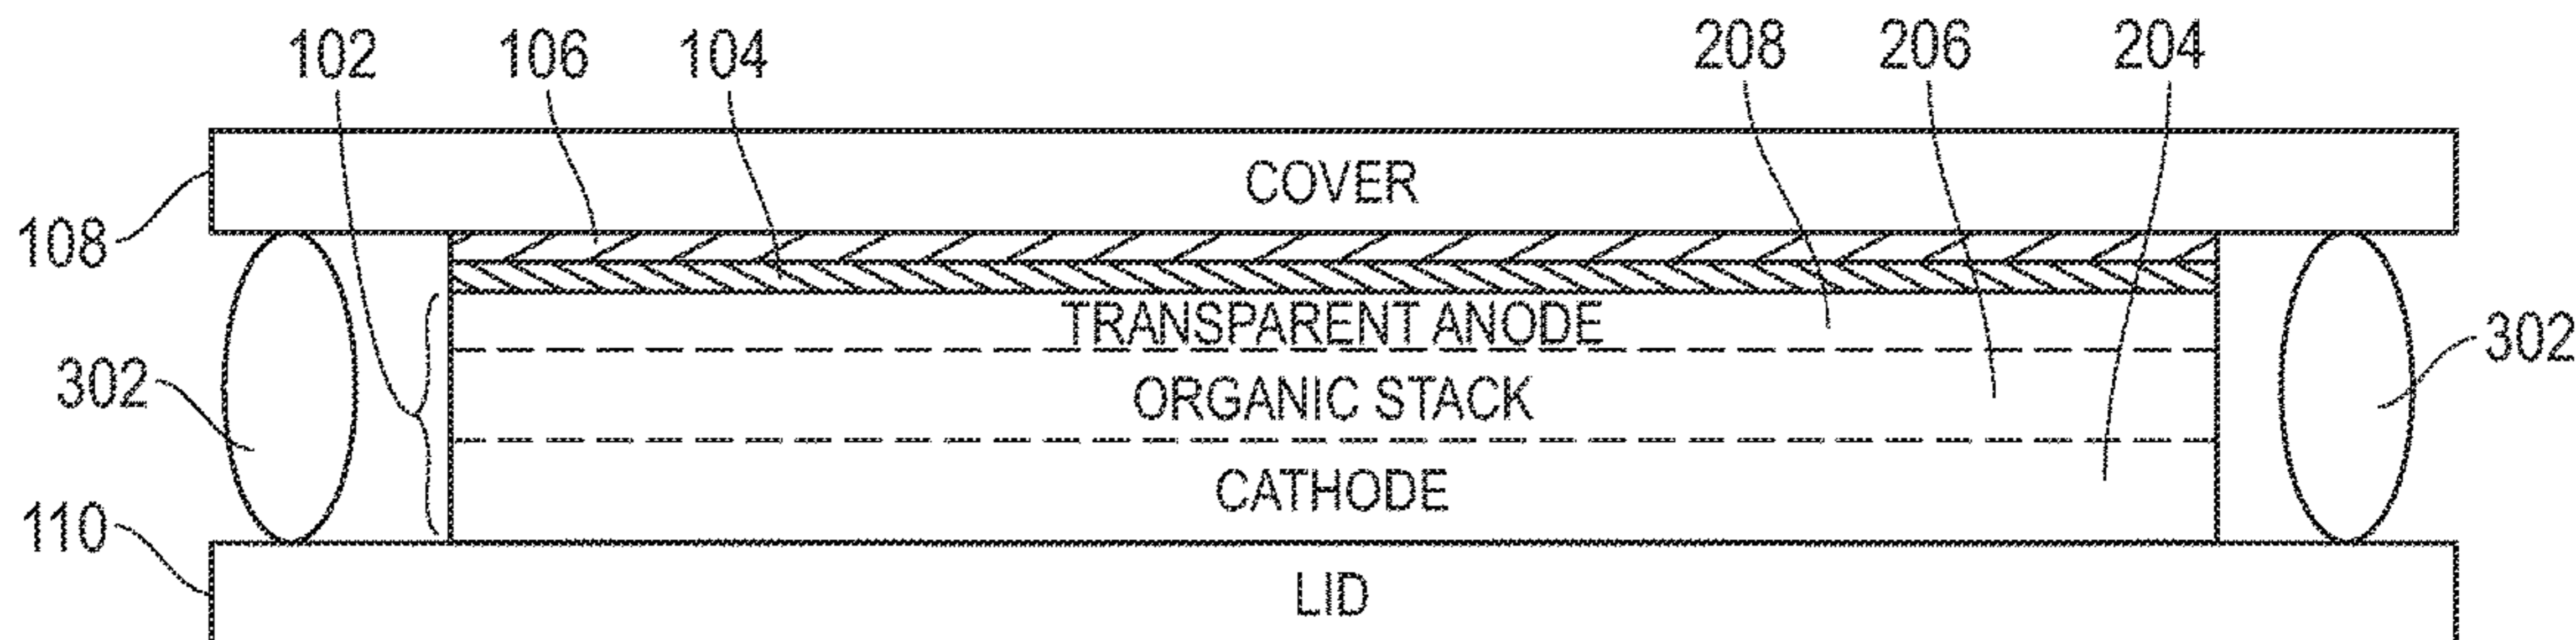 102 106 104 208 206 204
COVER
108
TRANSPARENT ANODE
302 ORGANIC STACK 302
CATHODE
110
LID